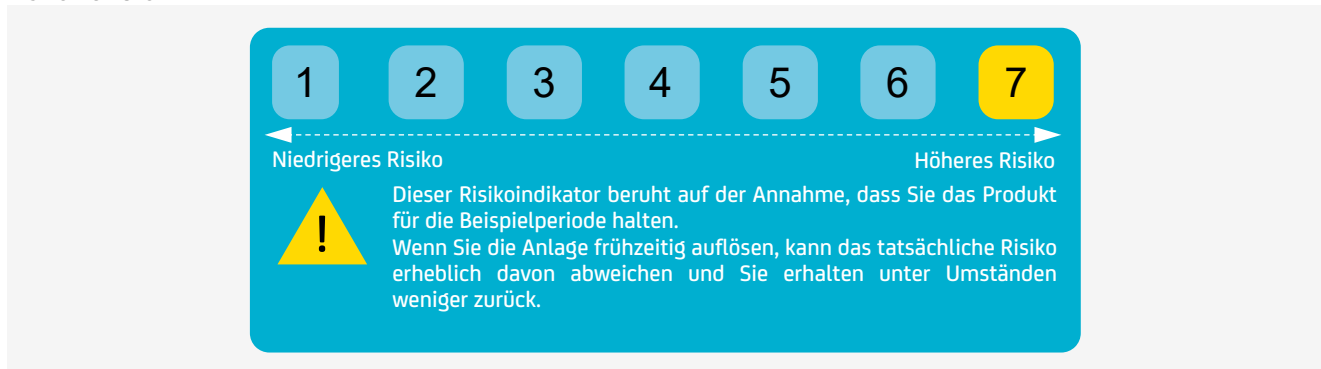 1 2 3 4 5 6 7
Niedrigeres Risiko Höheres Risiko
!
Dieser Risikoindikator beruht auf der Annahme, dass Sie das Produkt
für die Beispielperiode halten.
Wenn Sie die Anlage frühzeitig auflösen, kann das tatsächliche Risiko
erheblich davon abweichen und Sie erhalten unter Umständen
weniger zurück.